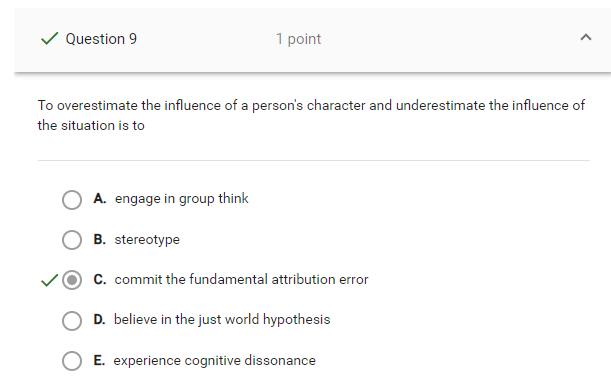 Question 9 1 point
To overestimate the influence of a person's character and underestimate the influence of
the situation is to
A. engage in group think
B. stereotype
C. commit the fundamental attribution error
D. believe in the just world hypothesis
E. experience cognitive dissonance